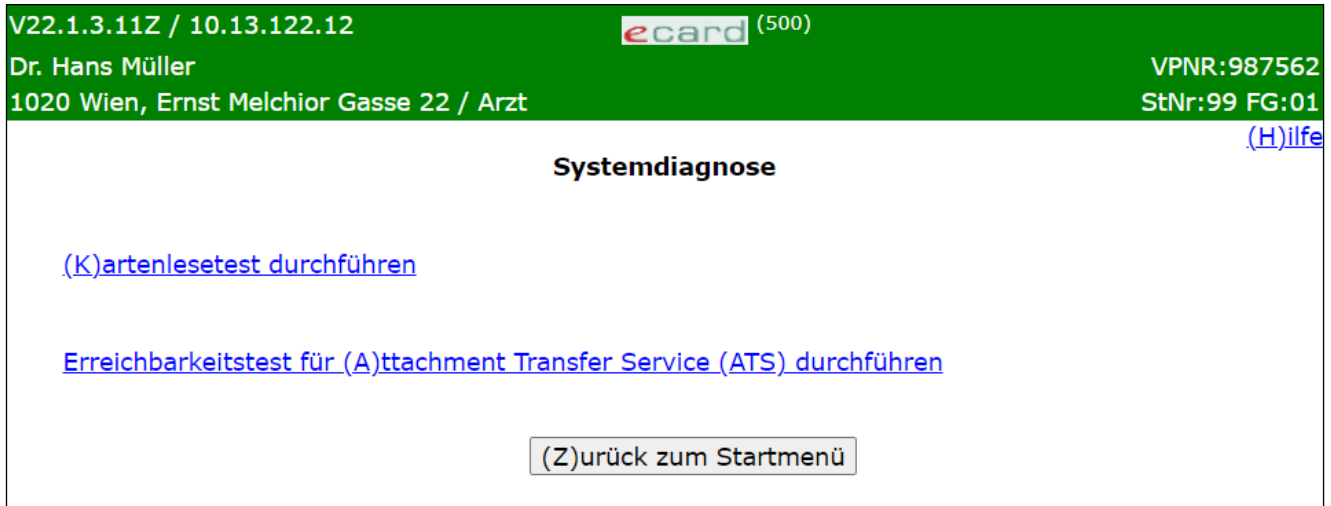 V22.1.3.11Z / 10.13.122.12 ecard (500)
Dr. Hans Müller VPNR:987562
1020 Wien, Ernst Melchior Gasse 22 / Arzt StNr:99 FG:01
(H)ilfe
Systemdiagnose
(K)artenlesetest durchführen
Erreichbarkeitstest für (A)ttachment Transfer Service (ATS) durchführen
(Z)urück zum Startmenü